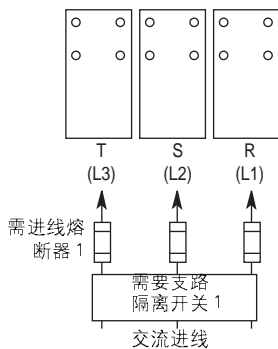 T S R
(L3) (L2) (L1)
需进线熔
断器 1
需要支路
隔离开关 1
交流进线